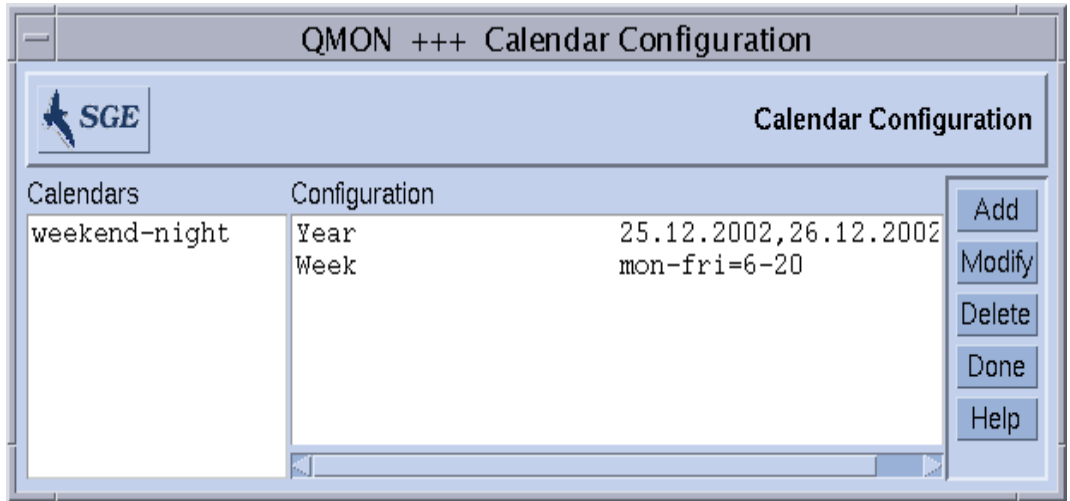 QMON +++ Calendar Configuration
SGE
Calendar Configuration
Calendars
Configuration
weekend-night
Year 25.12.2002,26.12.2002
Week mon-fri=6-20
Add
Modify
Delete
Done
Help